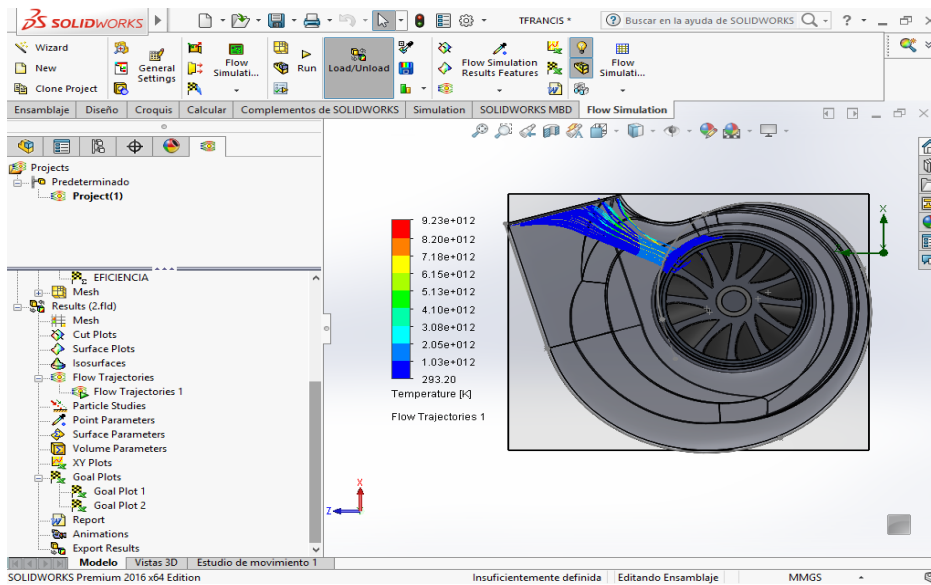 SOLIDWORKS
TFRANCIS *
Buscar en la ayuda de SOLIDWORKS
?
Wizard
New
Clone Project
General Settings
Flow Simulati...
Run
Load/Unload
Flow Simulation Results Features
Flow Simulati...
Ensamblaje
Diseño
Croquis
Calcular
Complementos de SOLIDWORKS
Simulation
SOLIDWORKS MBD
Flow Simulation
Projects
Predeterminado
Project(1)
EFICIENCIA
Mesh
Results (2.fld)
Mesh
Cut Plots
Surface Plots
Isosurfaces
Flow Trajectories
Flow Trajectories 1
Particle Studies
Point Parameters
Surface Parameters
Volume Parameters
XY Plots
Goal Plots
Goal Plot 1
Goal Plot 2
Report
Animations
Export Results
9.23e+012
8.20e+012
7.18e+012
6.15e+012
5.13e+012
4.10e+012
3.08e+012
2.05e+012
1.03e+012
293.20
Temperature [K]
Flow Trajectories 1
X
X
Z
Modelo
Vistas 3D
Estudio de movimiento 1
SOLIDWORKS Premium 2016 x64 Edition
Insuficientemente definida
Editando Ensamblaje
MMGS